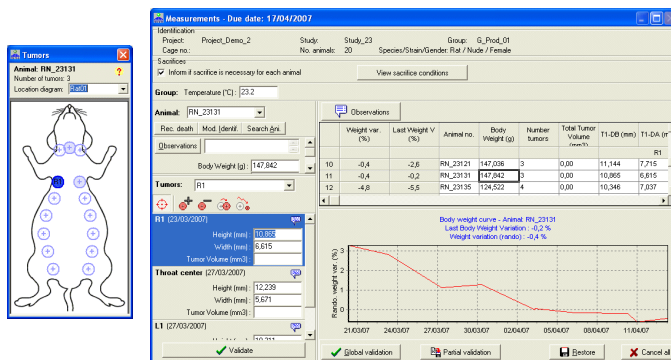 Tumors
Animal: RN_23131
Number of tumors: 3
?
Location diagram: Rat01
R1
Measurements - Due date: 17/04/2007
Identification
Project: Project_Demo_2 Study: Study_23 Group: G_Prod_01
Cage no.: No. animals: 20 Species/Strain/Gender: Rat / Nude / Female
Sacrifices
Inform if sacrifice is necessary for each animal
View sacrifice conditions
Group: Temperature (°C) : 23.2
Animal: RN_23131
Rec. death Mod. Identif. Search Ani.
Observations
Body Weight (g) : 147,842
Tumors: R1
R1 (23/03/2007)
Height (mm) : 10,865
Width (mm) : 6,615
Tumor Volume (mm3) :
Throat center (27/03/2007)
Height (mm) : 12,239
Width (mm) : 5,671
Tumor Volume (mm3) :
L1 (27/03/2007)
Validate
Observations
Weight var. (%) Last Weight V (%) Animal no. Body Weight (g) Number tumors Total Tumor Volume (mm3) T1-DB (mm) T1-DA (m
R1
10 -0,4 -2,6 RN_23121 147,036 3 0,00 11,144 7,715
11 -0,4 -0,2 RN_23131 147,842 3 0,00 10,865 6,615
12 -4,8 -5,5 RN_23135 124,522 4 0,00 10,346 7,037
Body weight curve - Animal: RN_23131
Last Body Weight Variation : -0,2 %
Weight variation (rando) : -0,4 %
Rando. weight var. (%)
3
2
1
0
21/03/07 24/03/07 27/03/07 30/03/07 02/04/07 05/04/07 08/04/07 11/04/07
Global validation Partial validation Restore Cancel all